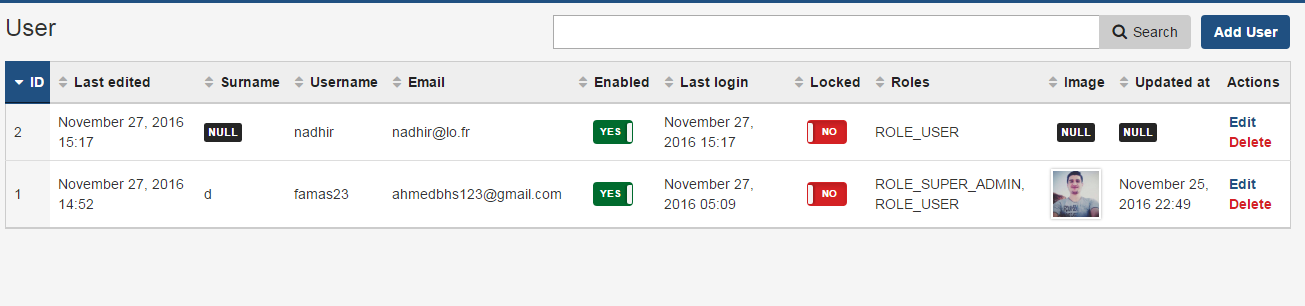 User
Search
Add User
ID Last edited Surname Username Email Enabled Last login Locked Roles Image Updated at Actions
2 November 27, 2016 15:17 NULL nadhir nadhir@lo.fr YES November 27, 2016 15:17 NO ROLE_USER NULL NULL Edit Delete
1 November 27, 2016 14:52 d famas23 ahmedbhs123@gmail.com YES November 27, 2016 05:09 NO ROLE_SUPER_ADMIN, ROLE_USER November 25, 2016 22:49 Edit Delete